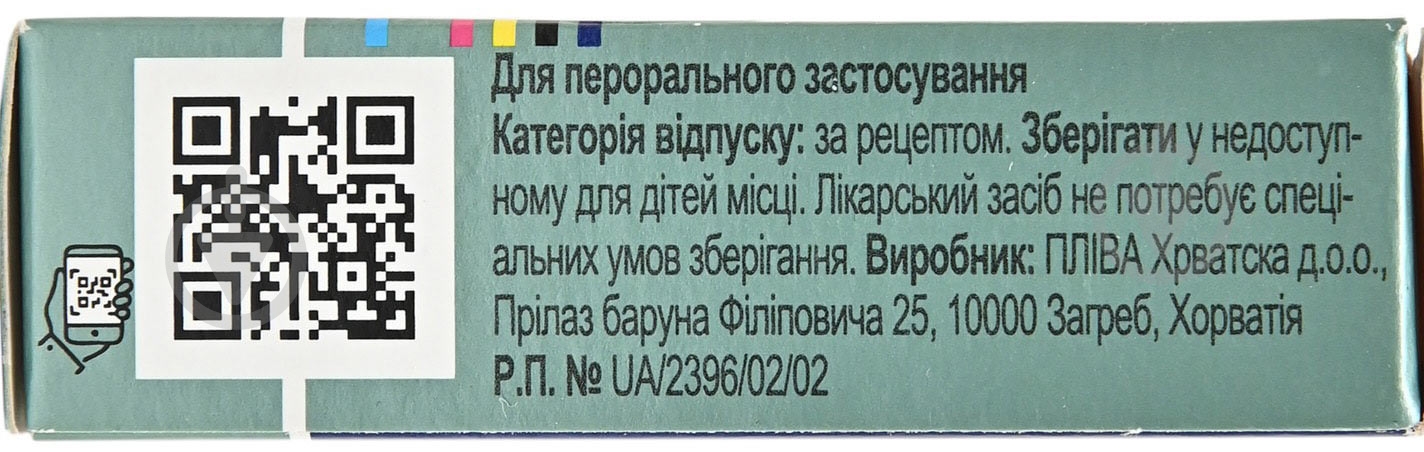 Для перорального застосування
Категорія відпуску: за рецептом. Зберігати у недоступ-
ному для дітей місці. Лікарський засіб не потребує спеці-
альних умов зберігання. Виробник: ПЛІВА Хрватска д.о.о.,
Прілаз баруна Філіповича 25, 10000 Загреб, Хорватія
Р.П. № UA/2396/02/02